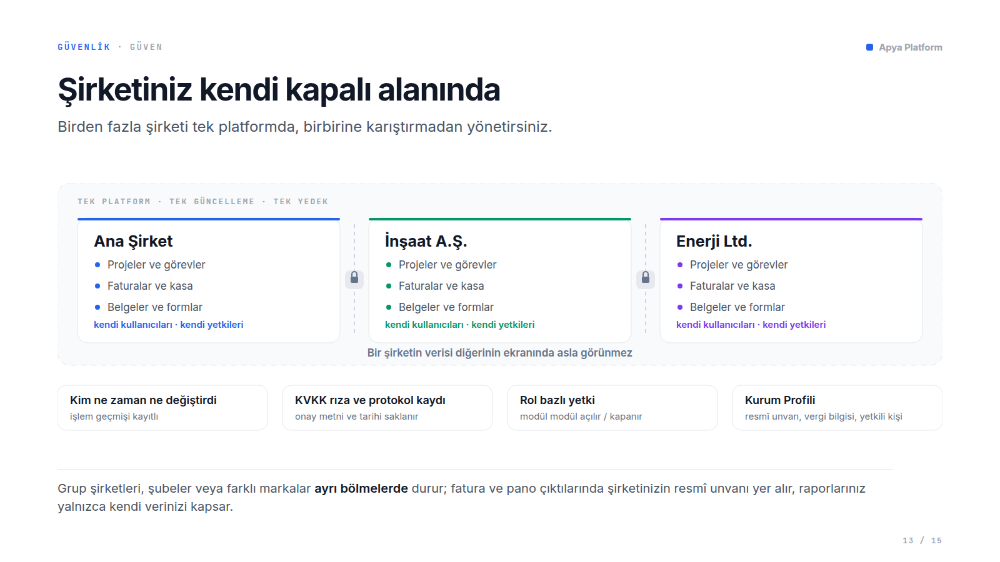 GÜVENLİK · GÜVEN
Apya Platform
Şirketiniz kendi kapalı alanında
Birden fazla şirketi tek platformda, birbirine karıştırmadan yönetirsiniz.
TEK PLATFORM · TEK GÜNCELLEME · TEK YEDEK
Ana Şirket
Projeler ve görevler
Faturalar ve kasa
Belgeler ve formlar
kendi kullanıcıları · kendi yetkileri
İnşaat A.Ş.
Projeler ve görevler
Faturalar ve kasa
Belgeler ve formlar
kendi kullanıcıları · kendi yetkileri
Enerji Ltd.
Projeler ve görevler
Faturalar ve kasa
Belgeler ve formlar
kendi kullanıcıları · kendi yetkileri
Bir şirketin verisi diğerinin ekranında asla görünmez
Kim ne zaman ne değiştirdi
işlem geçmişi kayıtlı
KVKK rıza ve protokol kaydı
onay metni ve tarihi saklanır
Rol bazlı yetki
modül modül açılır / kapanır
Kurum Profili
resmî unvan, vergi bilgisi, yetkili kişi
Grup şirketleri, şubeler veya farklı markalar ayrı bölmelerde durur; fatura ve pano çıktılarında şirketinizin resmî unvanı yer alır, raporlarınız
yalnızca kendi verinizi kapsar.
13 / 15